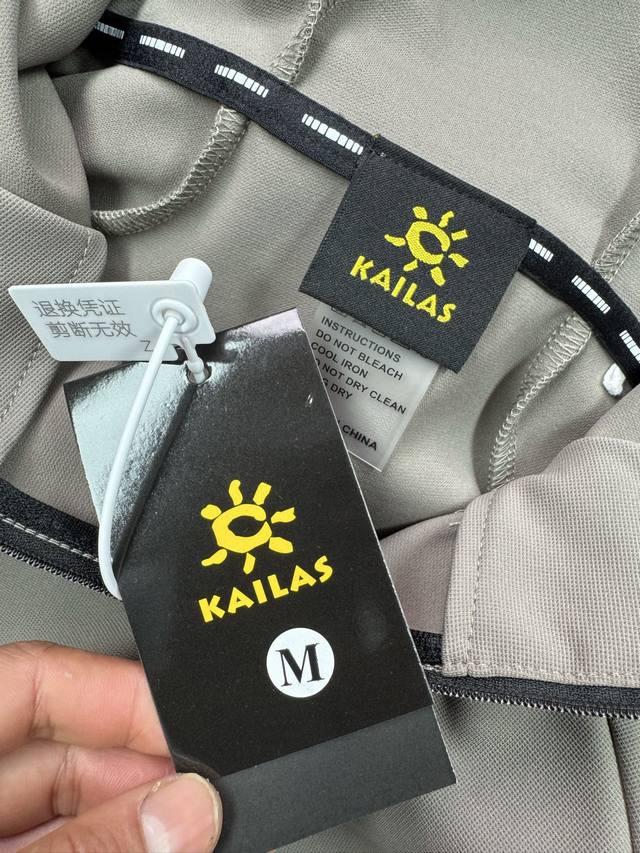 KAILAS
INSTRUCTIONS
DO NOT BLEACH
COOL IRON
NOT DRY CLEAN
DRY
CHINA
退换凭证
剪断无效
Z
KAILAS
M